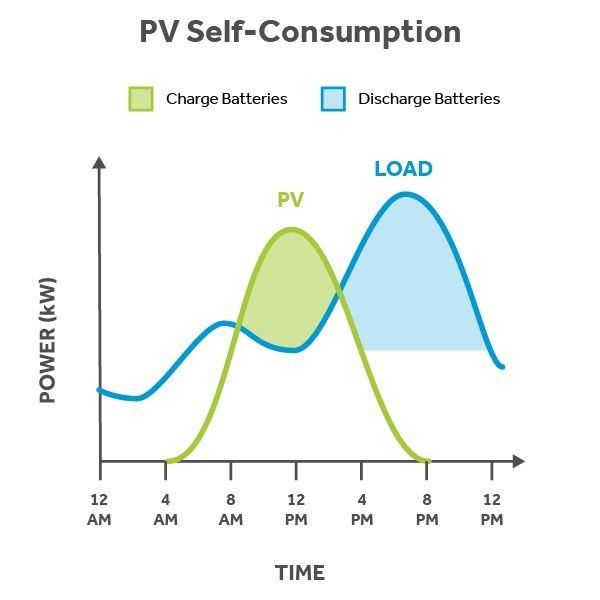 PV Self-Consumption
Charge Batteries
Discharge Batteries
LOAD
PV
POWER (kW)
12 AM
4 AM
8 AM
12 PM
4 PM
8 PM
12 PM
TIME